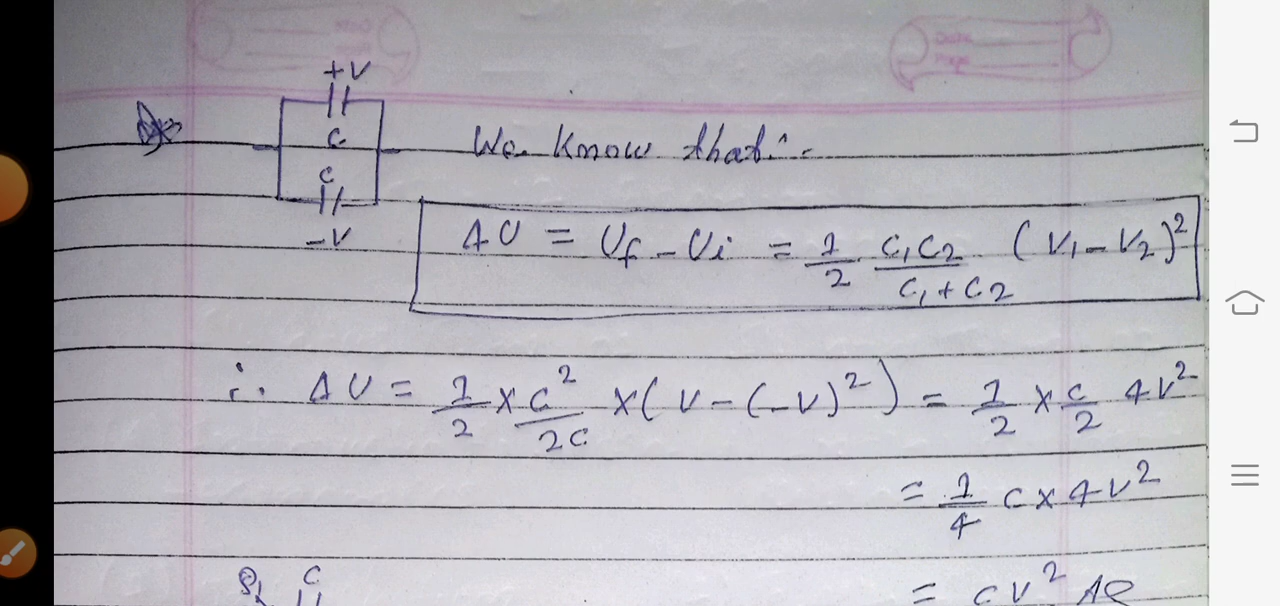 +V
C
C
-V
We know that:-
ΔU = Uf - Ui = 1/2 C1C2/C1+C2 (V1-V2)²
∴ ΔU = 1/2 × C²/2C × (V-(-V)²) = 1/2 × C/2 4V²
= 1/4 C × 4V²
C
= CV²